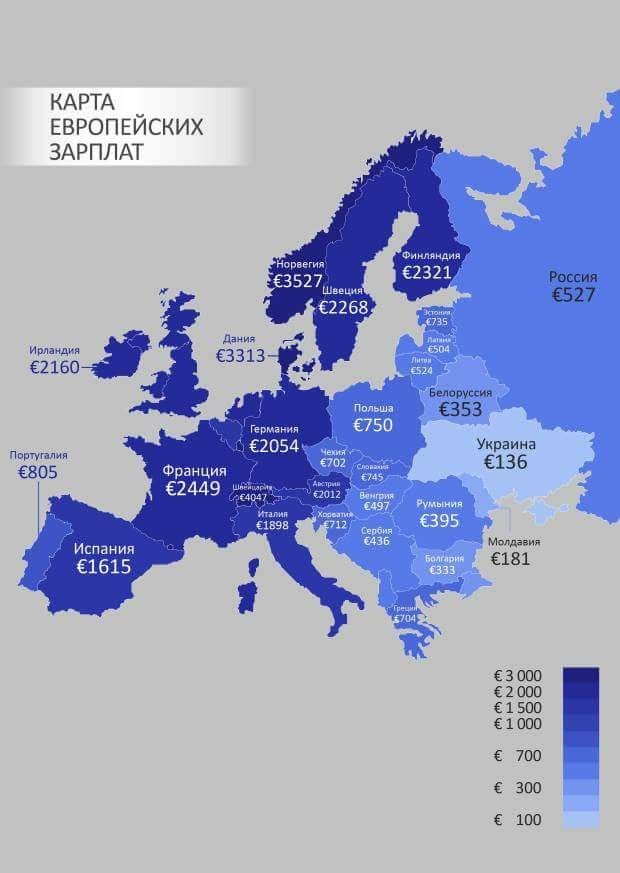 КАРТА
ЕВРОПЕЙСКИХ
ЗАРПЛАТ
Норвегия
€3527
Швеция
€2268
Финляндия
€2321
Россия
€527
Эстония
€735
Латвия
€504
Литва
€524
Дания
€3313
Ирландия
€2160
Белоруссия
€353
Польша
€750
Германия
€2054
Украина
€136
Чехия
€702
Португалия
€805
Франция
€2449
Словакия
€745
Швейцария
€4047
Австрия
€2012
Венгрия
€497
Румыния
€395
Италия
€1898
Хорватия
€712
Сербия
€436
Молдавия
€181
Испания
€1615
Болгария
€333
Греция
€704
€ 3 000
€ 2 000
€ 1 500
€ 1 000
€ 700
€ 300
€ 100